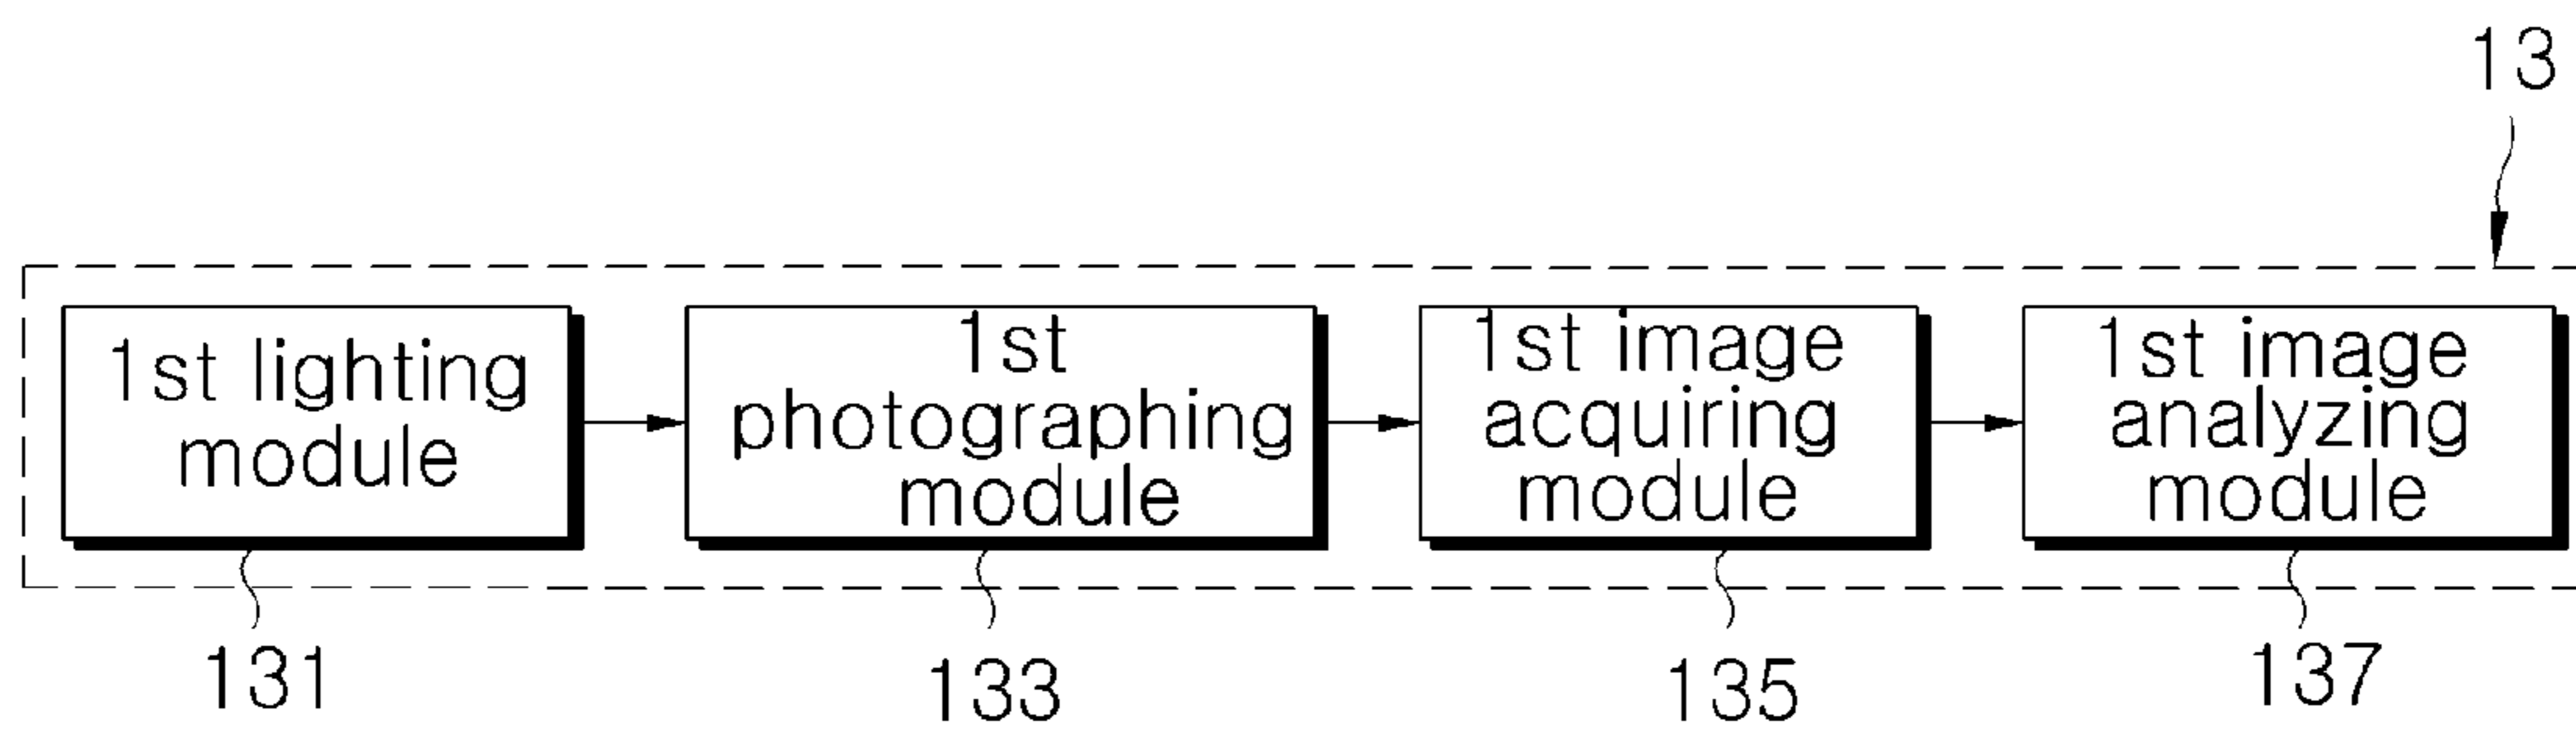 13
1st lighting
module
1st
photographing
module
1st image
acquiring
module
1st image
analyzing
module
131
133
135
137